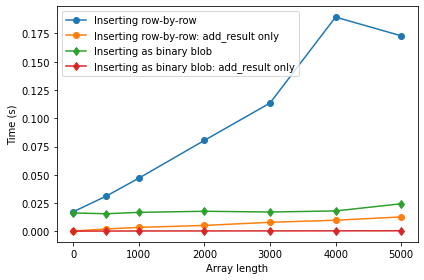 Inserting row-by-row
Inserting row-by-row: add_result only
Inserting as binary blob
Inserting as binary blob: add_result only
Time (s)
0.175
0.150
0.125
0.100
0.075
0.050
0.025
0.000
0 1000 2000 3000 4000 5000
Array length